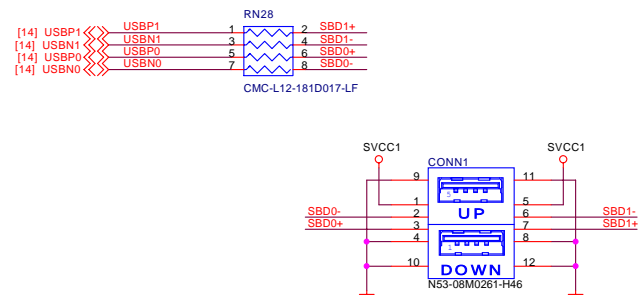 RN28
[14] USBP1 USBP1 1 2 SBD1+
[14] USBN1 USBN1 3 4 SBD1-
[14] USBP0 USBP0 5 6 SBD0+
[14] USBN0 USBN0 7 8 SBD0-
CMC-L12-181D017-LF
SVCC1 SVCC1
CONN1
9 11
5
1 5
SBD0- 2 UP 6 SBD1-
SBD0+ 3 7 SBD1+
4 1 8
10 DOWN 12
N53-08M0261-H46